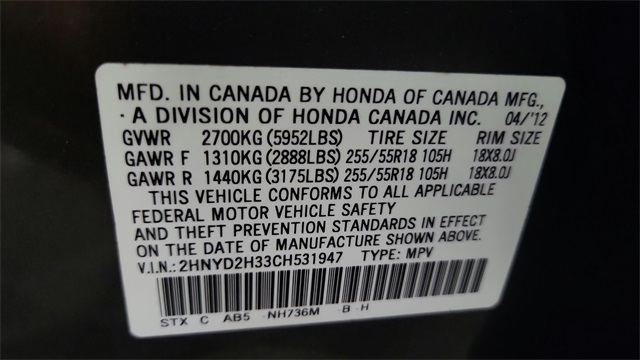 MFD. IN CANADA BY HONDA OF CANADA MFG.,
· A DIVISION OF HONDA CANADA INC. 04/'12
GVWR 2700KG (5952LBS) TIRE SIZE RIM SIZE
GAWR F 1310KG (2888LBS) 255/55R18 105H 18X8.0J
GAWR R 1440KG (3175LBS) 255/55R18 105H 18X8.0J
THIS VEHICLE CONFORMS TO ALL APPLICABLE
FEDERAL MOTOR VEHICLE SAFETY
AND THEFT PREVENTION STANDARDS IN EFFECT
ON THE DATE OF MANUFACTURE SHOWN ABOVE.
V.I.N.: 2HNYD2H33CH531947 TYPE: MPV
STX C AB5 NH736M B H